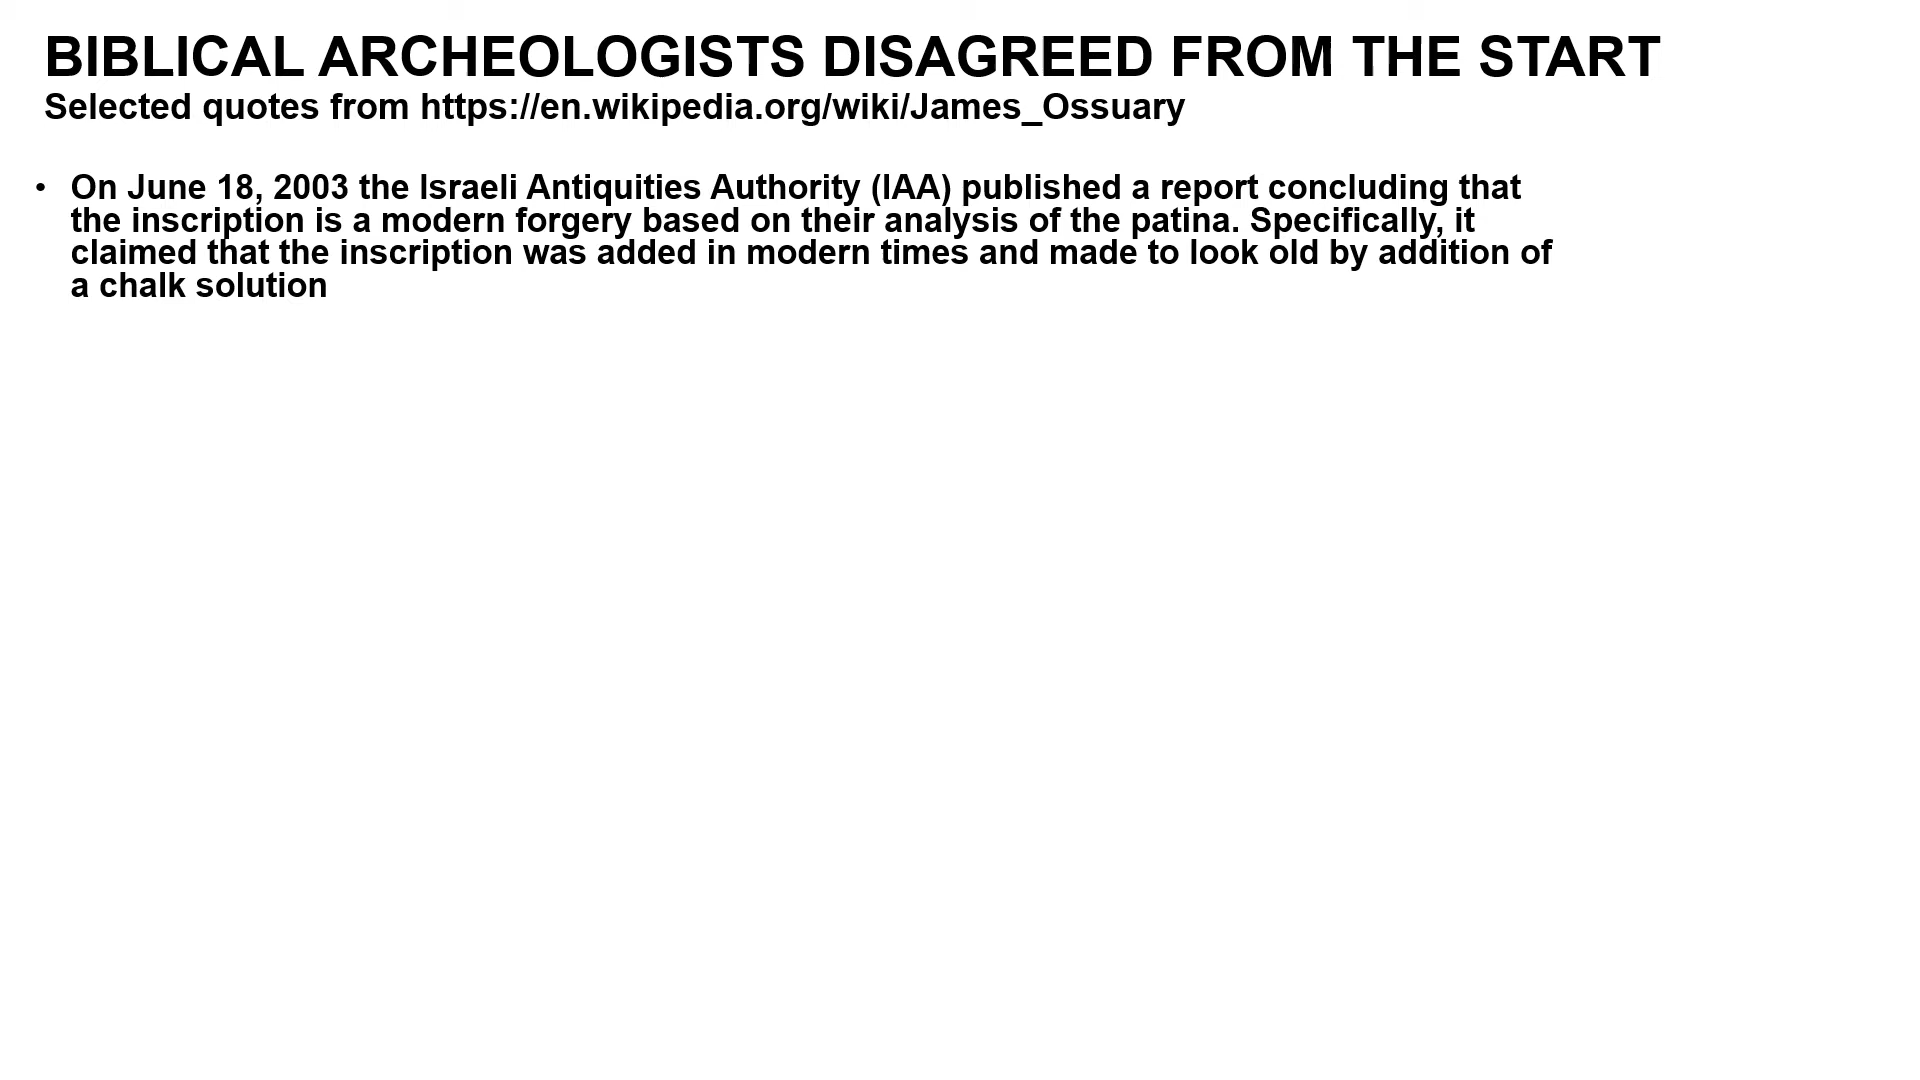 BIBLICAL ARCHEOLOGISTS DISAGREED FROM THE START
Selected quotes from https://en.wikipedia.org/wiki/James_Ossuary
• On June 18, 2003 the Israeli Antiquities Authority (IAA) published a report concluding that
the inscription is a modern forgery based on their analysis of the patina. Specifically, it
claimed that the inscription was added in modern times and made to look old by addition of
a chalk solution